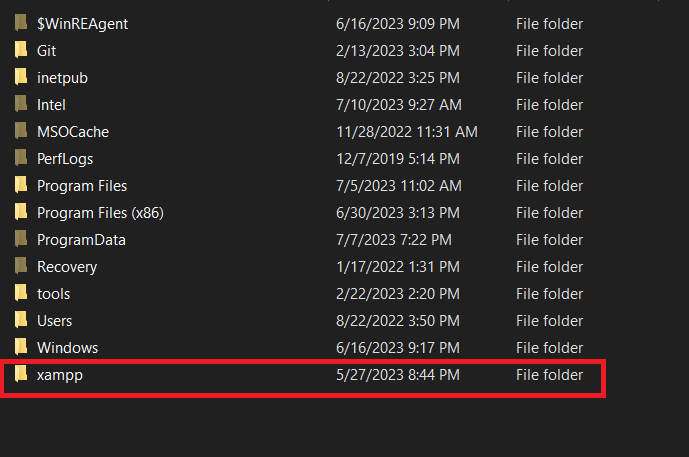 $WinREAgent 6/16/2023 9:09 PM File folder
Git 2/13/2023 3:04 PM File folder
inetpub 8/22/2022 3:25 PM File folder
Intel 7/10/2023 9:27 AM File folder
MSOCache 11/28/2022 11:31 AM File folder
PerfLogs 12/7/2019 5:14 PM File folder
Program Files 7/5/2023 11:02 AM File folder
Program Files (x86) 6/30/2023 3:13 PM File folder
ProgramData 7/7/2023 7:22 PM File folder
Recovery 1/17/2022 1:31 PM File folder
tools 2/22/2023 2:20 PM File folder
Users 8/22/2022 3:50 PM File folder
Windows 6/16/2023 9:17 PM File folder
xampp 5/27/2023 8:44 PM File folder